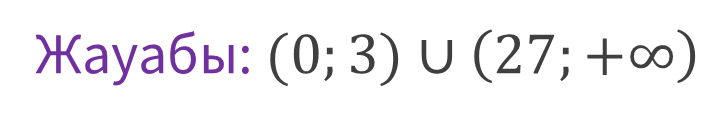 Жауабы: (0; 3) ∪ (27; +∞)